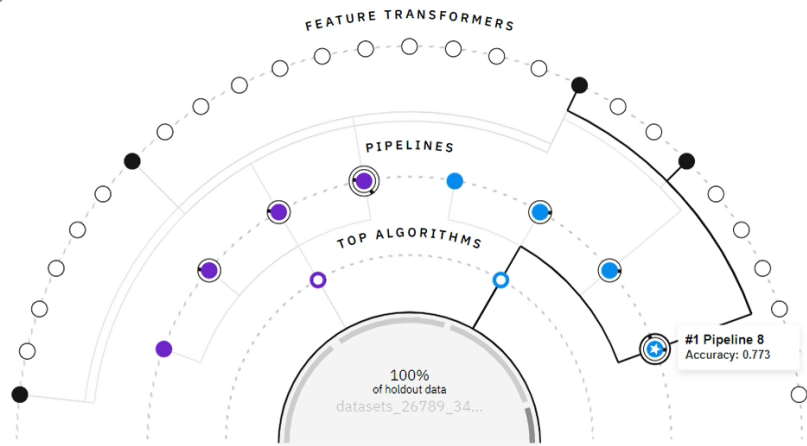 FEATURE TRANSFORMERS
PIPELINES
TOP ALGORITHMS
#1 Pipeline 8
Accuracy: 0.773
100%
of holdout data
datasets_26789_34...